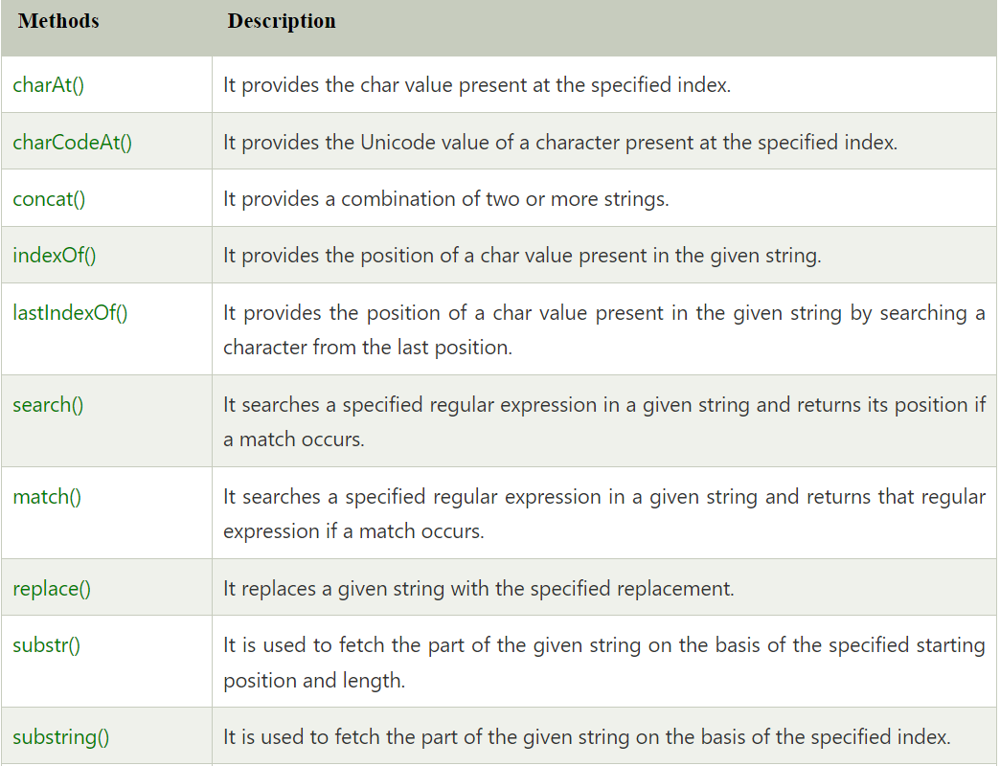 Methods Description
charAt() It provides the char value present at the specified index.
charCodeAt() It provides the Unicode value of a character present at the specified index.
concat() It provides a combination of two or more strings.
indexOf() It provides the position of a char value present in the given string.
lastIndexOf() It provides the position of a char value present in the given string by searching a
character from the last position.
search() It searches a specified regular expression in a given string and returns its position if
a match occurs.
match() It searches a specified regular expression in a given string and returns that regular
expression if a match occurs.
replace() It replaces a given string with the specified replacement.
substr() It is used to fetch the part of the given string on the basis of the specified starting
position and length.
substring() It is used to fetch the part of the given string on the basis of the specified index.